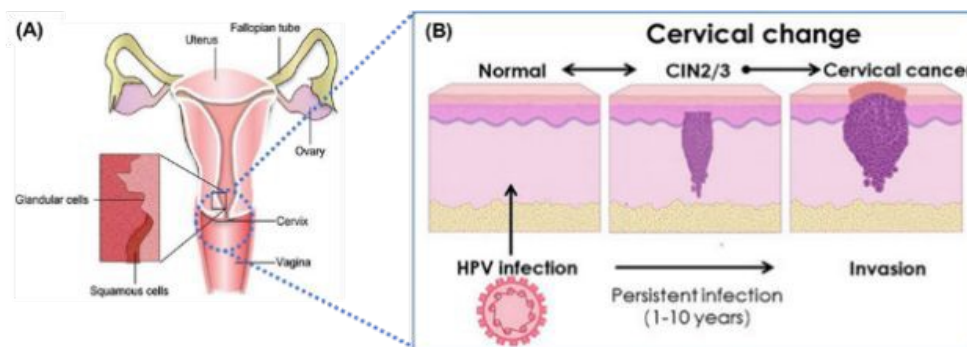 (A)
Fallopian tube
Uterus
Ovary
Glandular cells
Cervix
Vagina
Squamous cells
(B)
Cervical change
Normal
CIN2/3
Cervical cancer
HPV infection
Persistent infection
(1-10 years)
Invasion